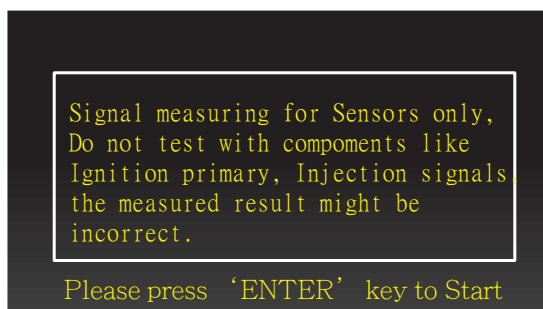 Signal measuring for Sensors only,
Do not test with compoments like
Ignition primary, Injection signals,
the measured result might be
incorrect.
Please press ‘ENTER’ key to Start